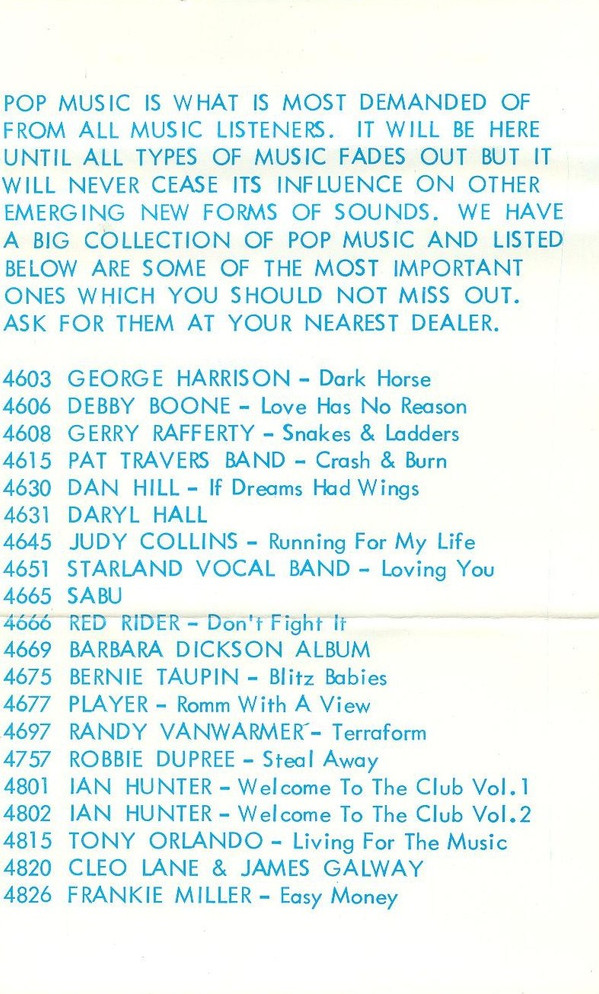 POP MUSIC IS WHAT IS MOST DEMANDED OF
FROM ALL MUSIC LISTENERS. IT WILL BE HERE
UNTIL ALL TYPES OF MUSIC FADES OUT BUT IT
WILL NEVER CEASE ITS INFLUENCE ON OTHER
EMERGING NEW FORMS OF SOUNDS. WE HAVE
A BIG COLLECTION OF POP MUSIC AND LISTED
BELOW ARE SOME OF THE MOST IMPORTANT
ONES WHICH YOU SHOULD NOT MISS OUT.
ASK FOR THEM AT YOUR NEAREST DEALER.
4603 GEORGE HARRISON - Dark Horse
4606 DEBBY BOONE - Love Has No Reason
4608 GERRY RAFFERTY - Snakes & Ladders
4615 PAT TRAVERS BAND - Crash & Burn
4630 DAN HILL - If Dreams Had Wings
4631 DARYL HALL
4645 JUDY COLLINS - Running For My Life
4651 STARLAND VOCAL BAND - Loving You
4665 SABU
4666 RED RIDER - Don't Fight It
4669 BARBARA DICKSON ALBUM
4675 BERNIE TAUPIN - Blitz Babies
4677 PLAYER - Romm With A View
4697 RANDY VANWARMER - Terraform
4757 ROBBIE DUPREE - Steal Away
4801 IAN HUNTER - Welcome To The Club Vol.1
4802 IAN HUNTER - Welcome To The Club Vol.2
4815 TONY ORLANDO - Living For The Music
4820 CLEO LANE & JAMES GALWAY
4826 FRANKIE MILLER - Easy Money